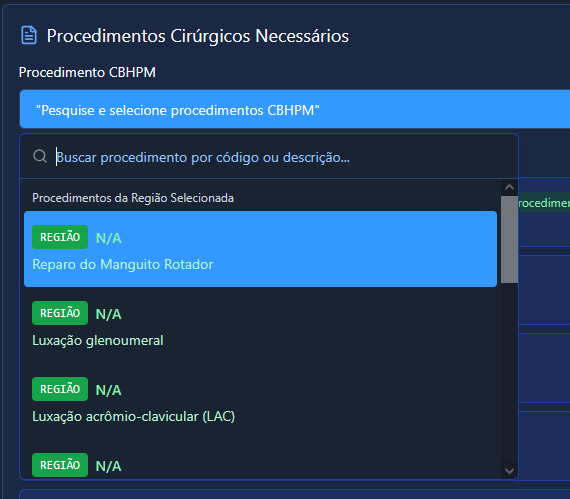 Procedimentos Cirúrgicos Necessários
Procedimento CBHPM
"Pesquise e selecione procedimentos CBHPM"
Buscar procedimento por código ou descrição...
Procedimentos da Região Selecionada
REGIÃO N/A
Reparo do Manguito Rotador
REGIÃO N/A
Luxação glenoumeral
REGIÃO N/A
Luxação acrômio-clavicular (LAC)
REGIÃO N/A